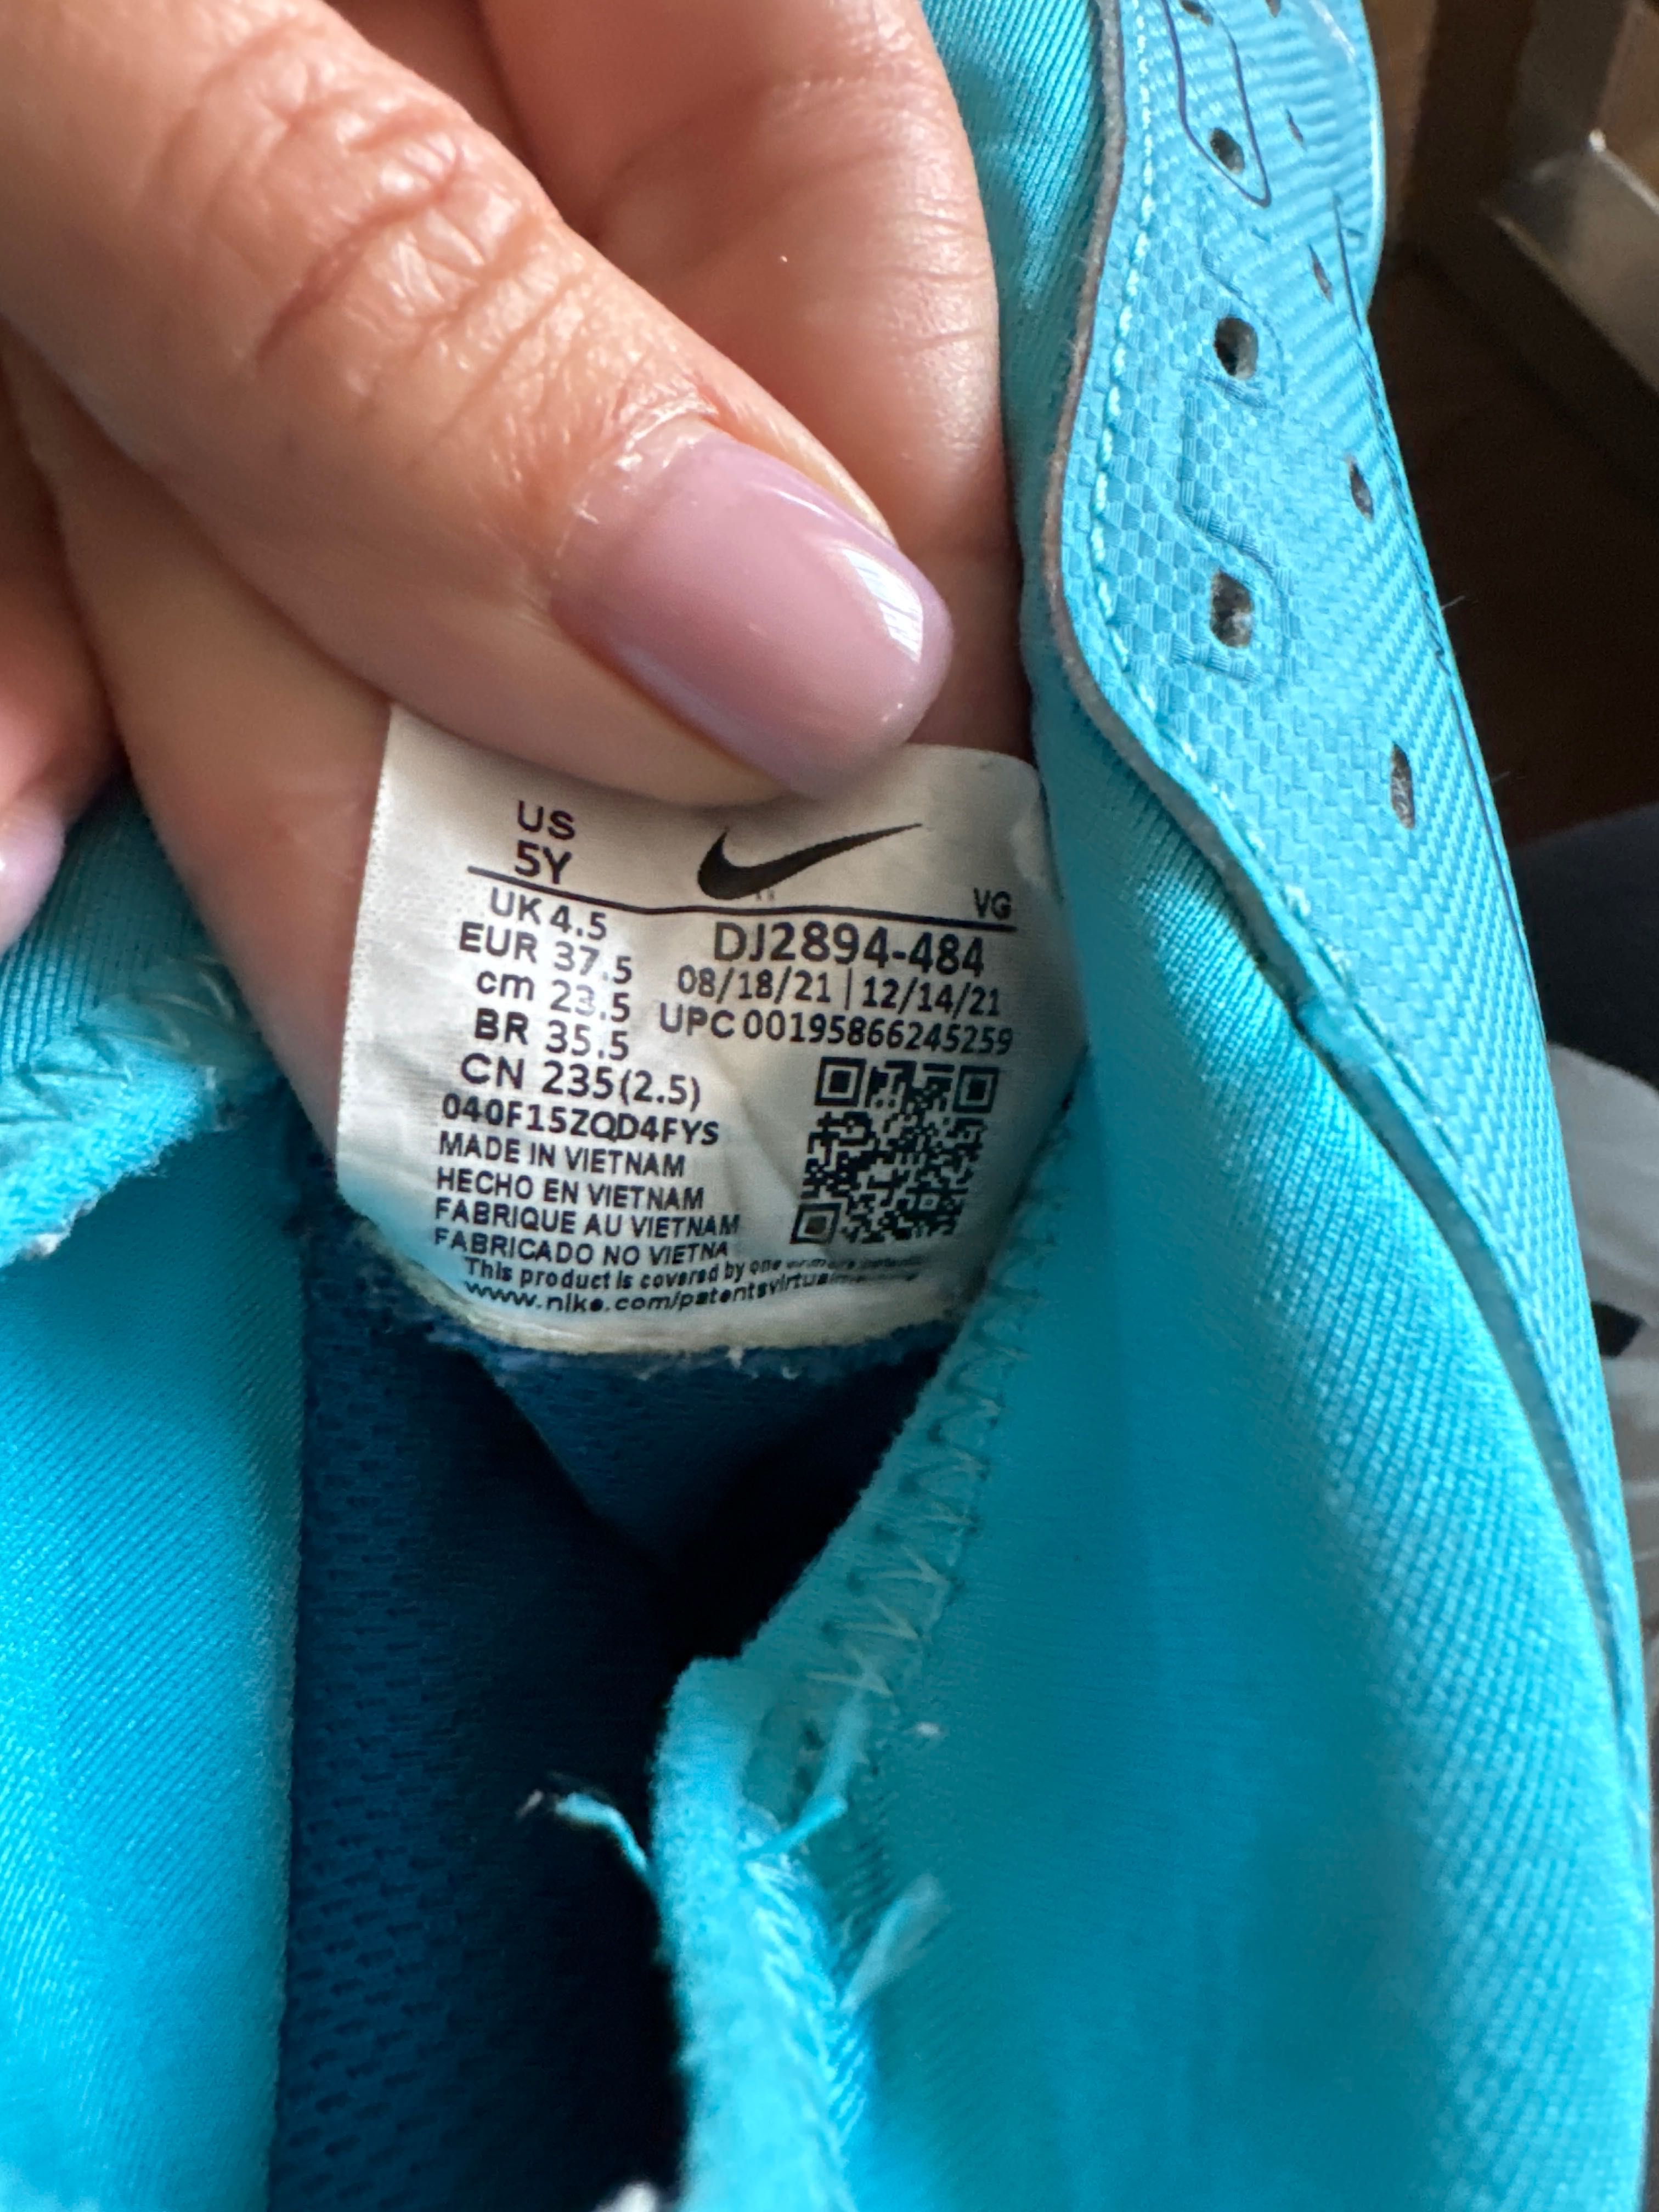 US
5Y
VG
UK 4.5
EUR 37.5
cm 23.5
BR 35.5
CN 235(2.5)
DJ2894-484
08/18/21 | 12/14/21
UPC 00195866245259
040F15ZQD4FYS
MADE IN VIETNAM
HECHO EN VIETNAM
FABRIQUE AU VIETNAM
FABRICADO NO VIETNA
This product is covered by one or more
www.nike.com/patentsvirtual